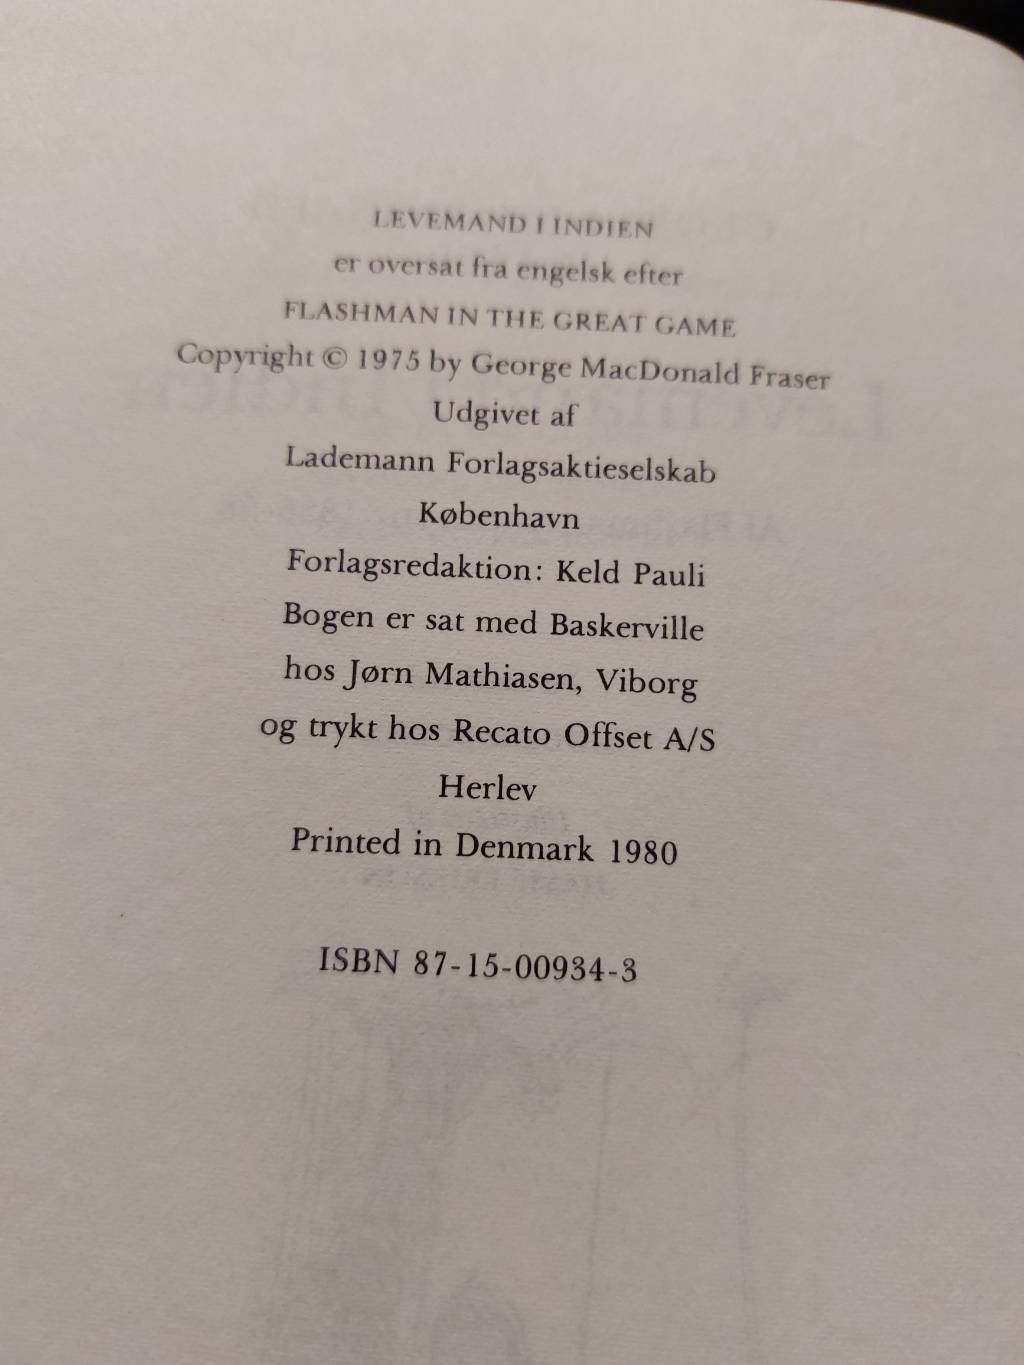 LEVEMAND I INDIEN
er oversat fra engelsk efter
FLASHMAN IN THE GREAT GAME
Copyright © 1975 by George MacDonald Fraser
Udgivet af
Lademann Forlagsaktieselskab
København
Forlagsredaktion: Keld Pauli
Bogen er sat med Baskerville
hos Jørn Mathiasen, Viborg
og trykt hos Recato Offset A/S
Herlev
Printed in Denmark 1980
ISBN 87-15-00934-3